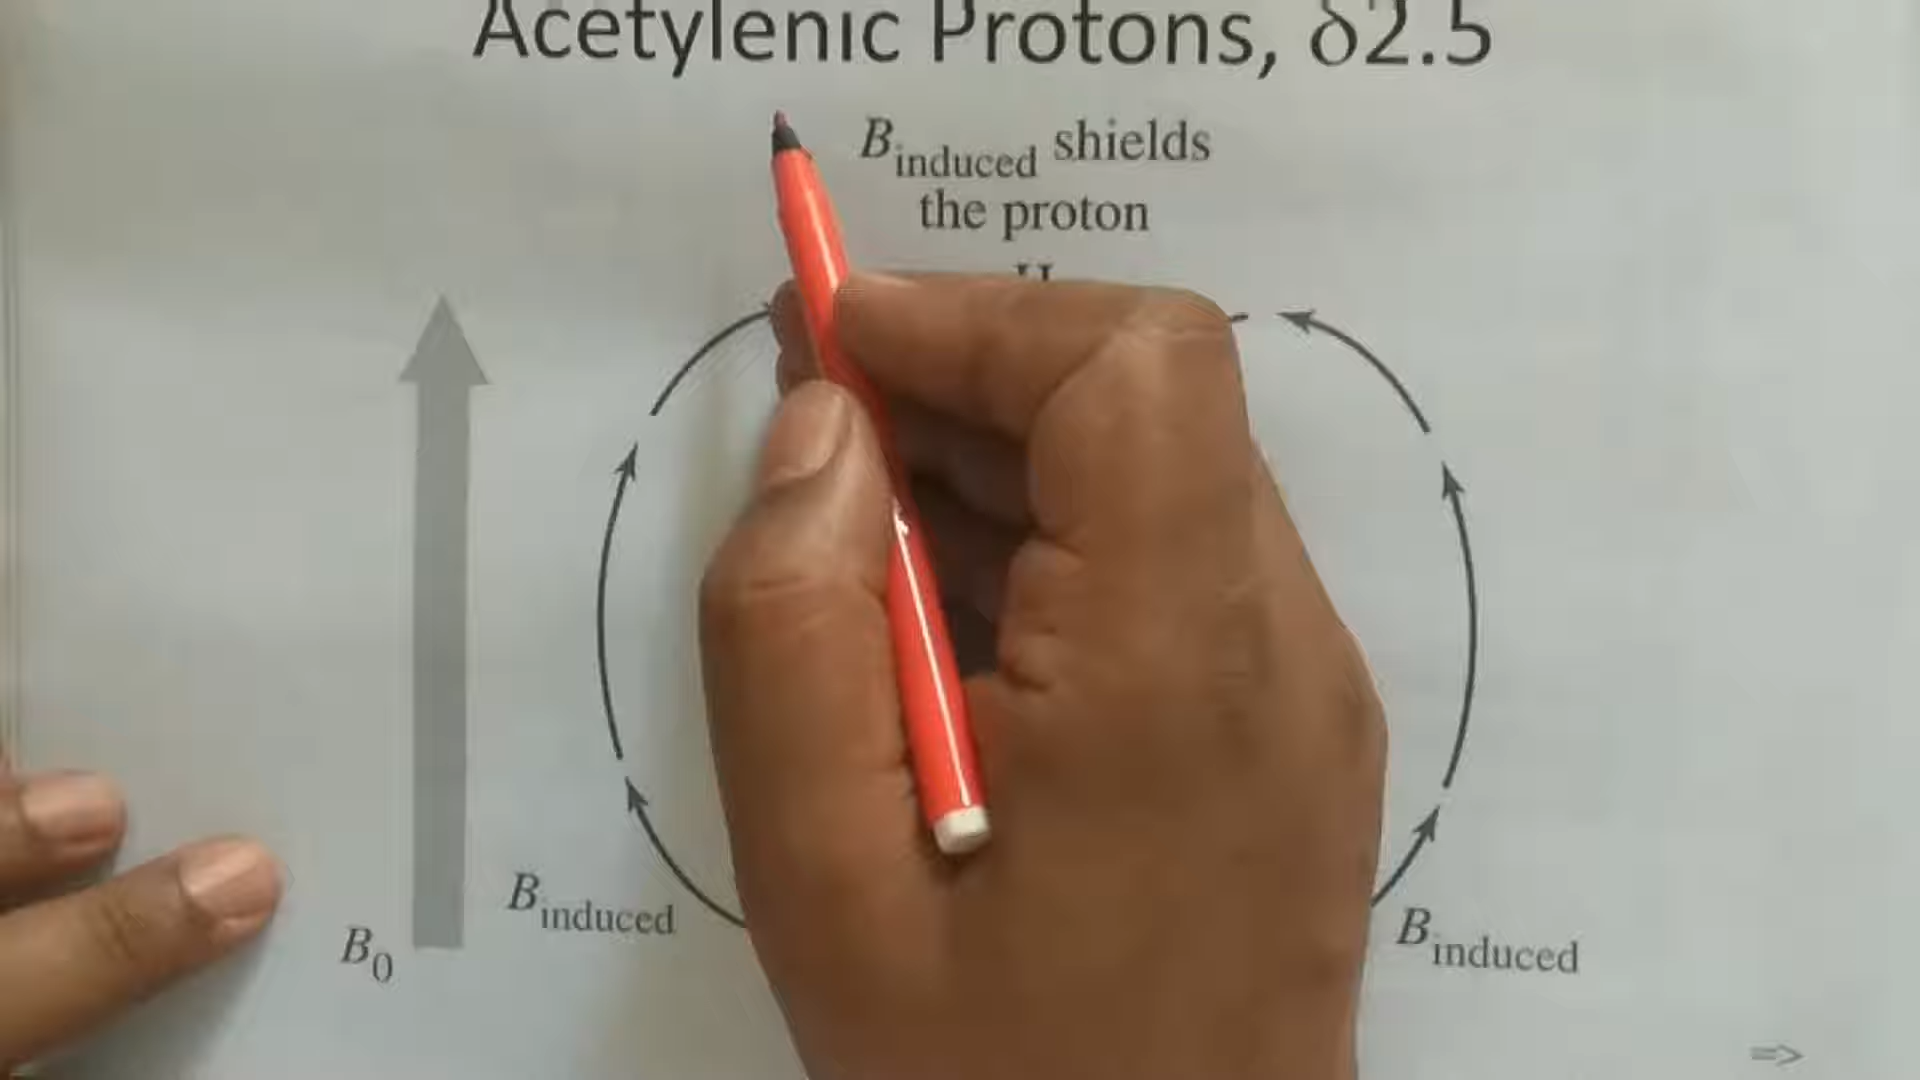 Acetylenic Protons, δ2.5
B induced shields
the proton
B induced
B0
B induced
=>